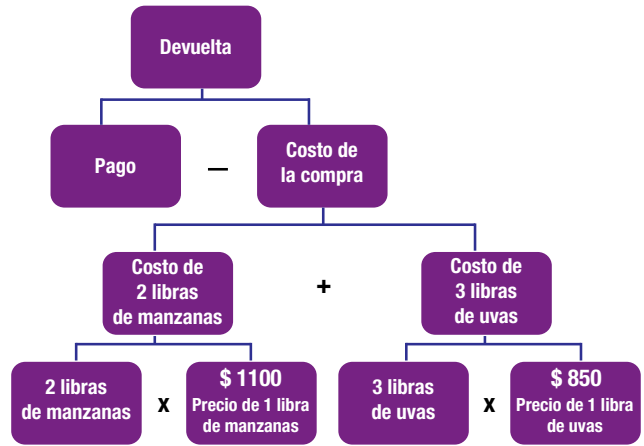 Devuelta
Pago
—
Costo de
la compra
Costo de
2 libras
de manzanas
+
Costo de
3 libras
de uvas
2 libras
de manzanas
x
$ 1100
Precio de 1 libra
de manzanas
3 libras
de uvas
x
$ 850
Precio de 1 libra
de uvas